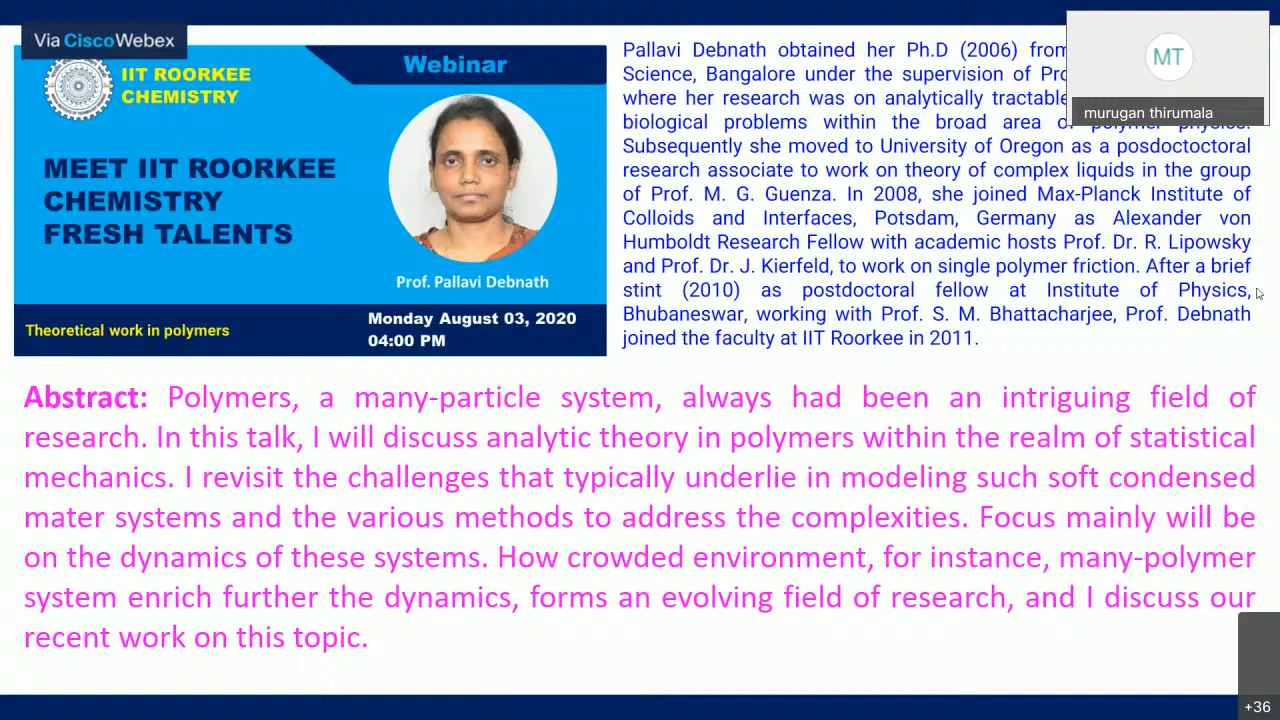 Via CiscoWebex
IIT ROORKEE
CHEMISTRY
Webinar
MEET IIT ROORKEE
CHEMISTRY
FRESH TALENTS
Prof. Pallavi Debnath
Theoretical work in polymers
Monday August 03, 2020
04:00 PM
Pallavi Debnath obtained her Ph.D (2006) from
Science, Bangalore under the supervision of
where her research was on analytically tractable
biological problems within the broad area of polymer physics.
Subsequently she moved to University of Oregon as a posdoctoctoral
research associate to work on theory of complex liquids in the group
of Prof. M. G. Guenza. In 2008, she joined Max-Planck Institute of
Colloids and Interfaces, Potsdam, Germany as Alexander von
Humboldt Research Fellow with academic hosts Prof. Dr. R. Lipowsky
and Prof. Dr. J. Kierfeld, to work on single polymer friction. After a brief
stint (2010) as postdoctoral fellow at Institute of Physics,
Bhubaneswar, working with Prof. S. M. Bhattacharjee, Prof. Debnath
joined the faculty at IIT Roorkee in 2011.
MT
murugan thirumala
Abstract: Polymers, a many-particle system, always had been an intriguing field of
research. In this talk, I will discuss analytic theory in polymers within the realm of statistical
mechanics. I revisit the challenges that typically underlie in modeling such soft condensed
mater systems and the various methods to address the complexities. Focus mainly will be
on the dynamics of these systems. How crowded environment, for instance, many-polymer
system enrich further the dynamics, forms an evolving field of research, and I discuss our
recent work on this topic.
+36